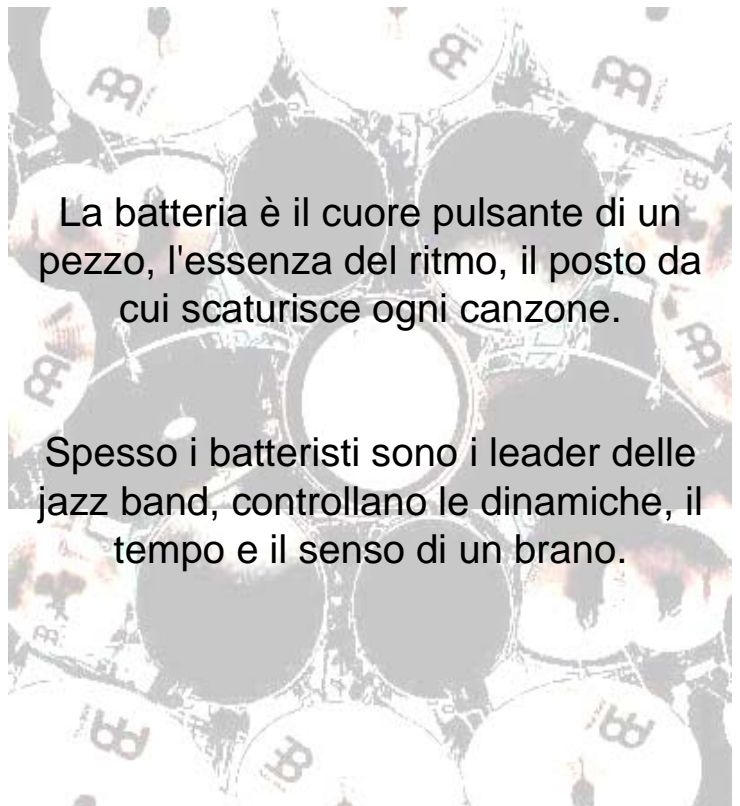 La batteria è il cuore pulsante di un
pezzo, l'essenza del ritmo, il posto da
cui scaturisce ogni canzone.
Spesso i batteristi sono i leader delle
jazz band, controllano le dinamiche, il
tempo e il senso di un brano.